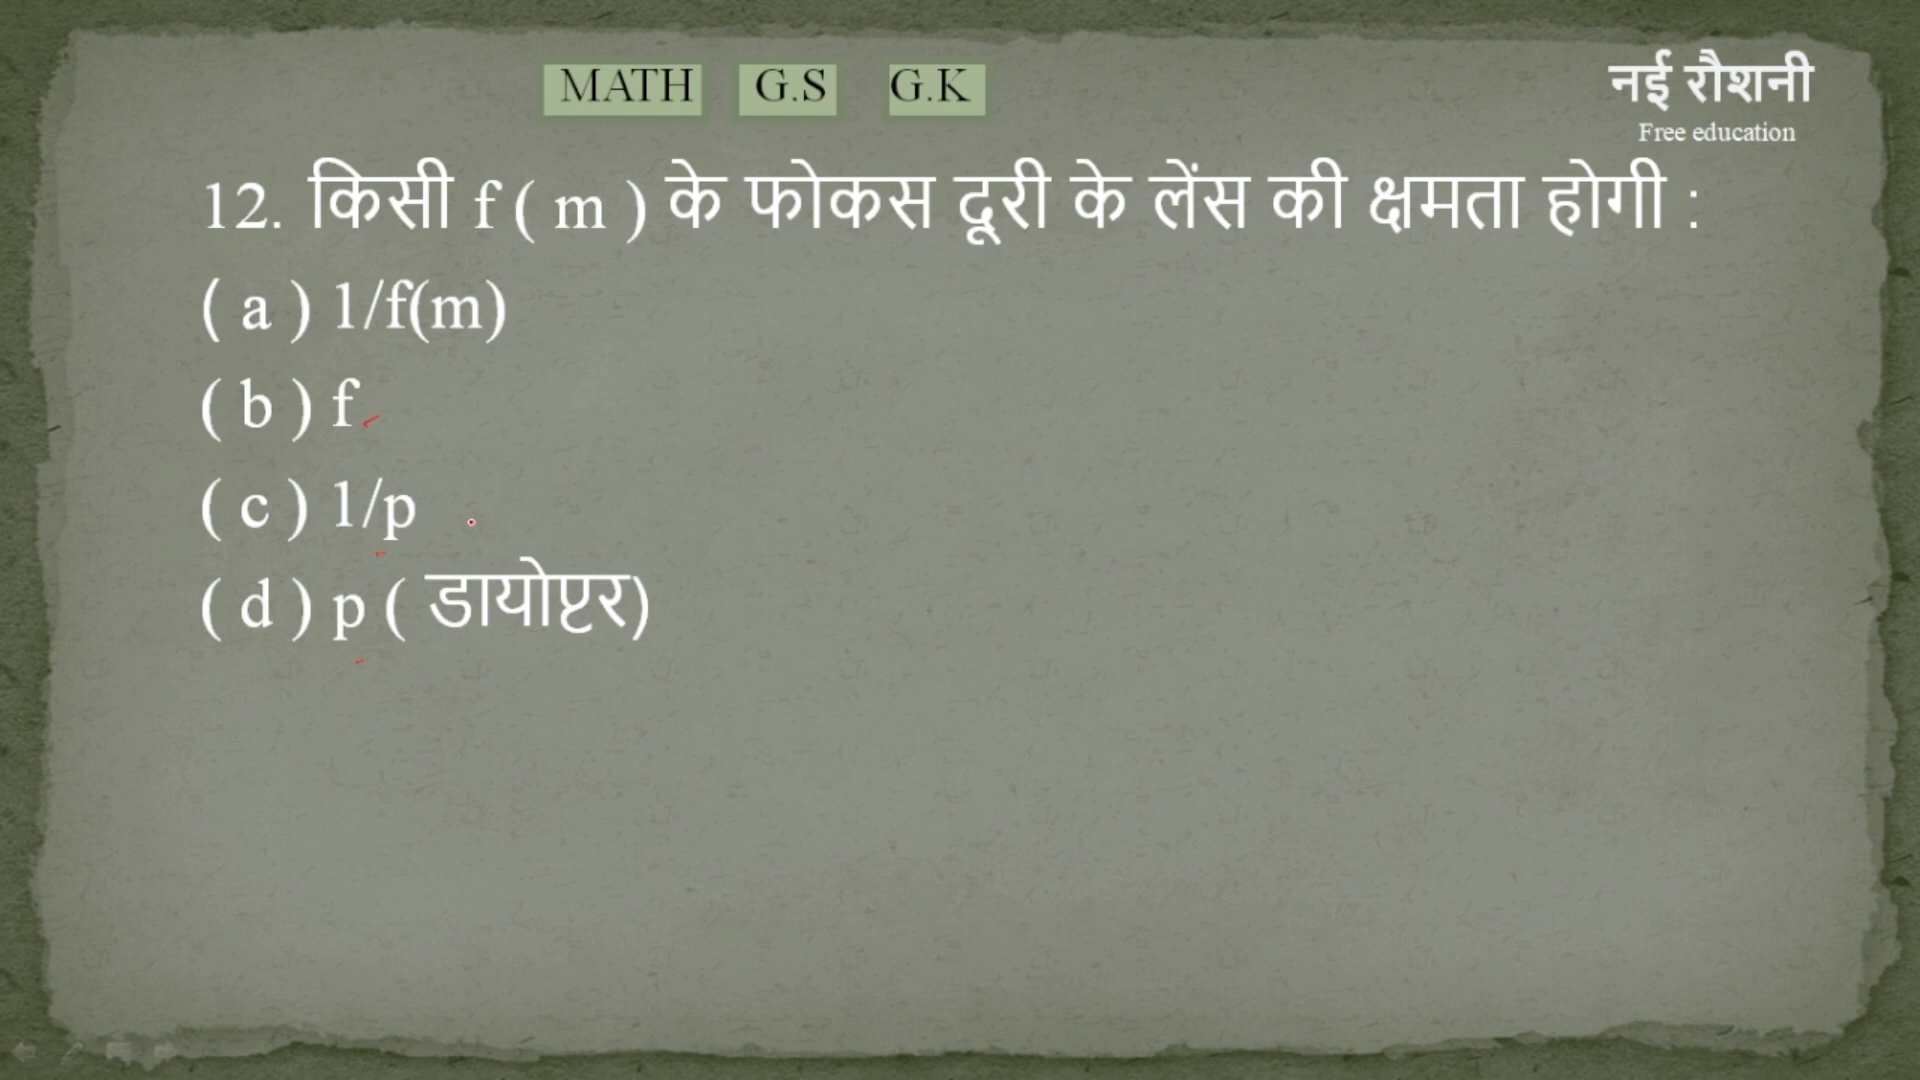 MATH G.S G.K
नई रौशनी
Free education
12. किसी f ( m ) के फोकस दूरी के लेंस की क्षमता होगी :
( a ) 1/f(m)
( b ) f
( c ) 1/p
( d ) p ( डायोप्टर)